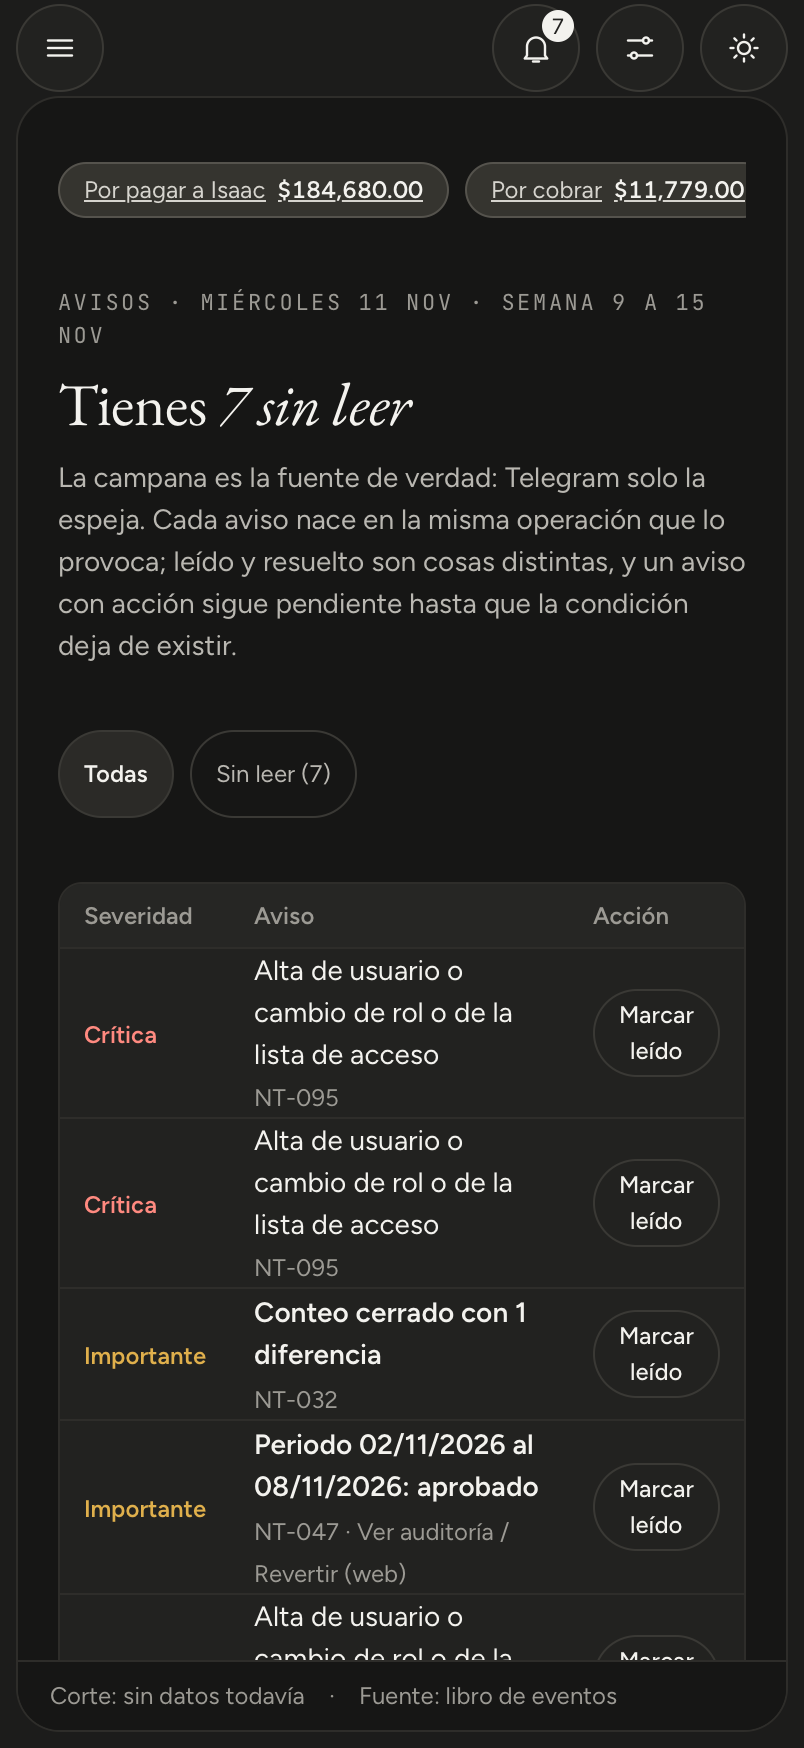 7
Por pagar a Isaac $184,680.00
Por cobrar $11,779.00
AVISOS · MIÉRCOLES 11 NOV · SEMANA 9 A 15
NOV
Tienes 7 sin leer
La campana es la fuente de verdad: Telegram solo la
espeja. Cada aviso nace en la misma operación que lo
provoca; leído y resuelto son cosas distintas, y un aviso
con acción sigue pendiente hasta que la condición
deja de existir.
Todas
Sin leer (7)
Severidad Aviso Acción
Crítica
Alta de usuario o
cambio de rol o de la
lista de acceso
NT-095
Marcar
leído
Crítica
Alta de usuario o
cambio de rol o de la
lista de acceso
NT-095
Marcar
leído
Importante
Conteo cerrado con 1
diferencia
NT-032
Marcar
leído
Importante
Periodo 02/11/2026 al
08/11/2026: aprobado
NT-047 · Ver auditoría /
Revertir (web)
Marcar
leído
Alta de usuario o
cambio de rol o de la
Marcar
Corte: sin datos todavía · Fuente: libro de eventos